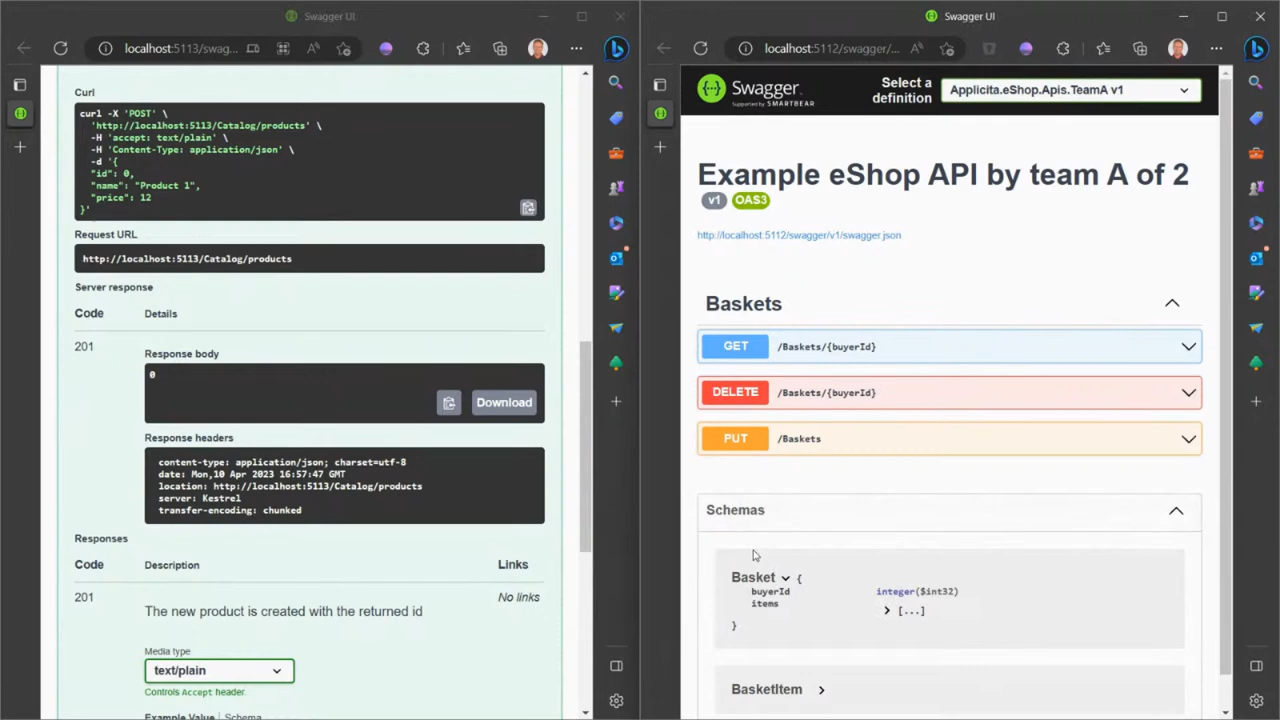 Swagger UI
localhost:5113/swag...
Curl
curl -X 'POST' \
'http://localhost:5113/Catalog/products' \
-H 'accept: text/plain' \
-H 'Content-Type: application/json' \
-d '{
"id": 0,
"name": "Product 1",
"price": 12
}'
Request URL
http://localhost:5113/Catalog/products
Server response
Code Details
201
Response body
0
Download
Response headers
content-type: application/json; charset=utf-8
date: Mon,10 Apr 2023 16:57:47 GMT
location: http://localhost:5113/Catalog/products
server: Kestrel
transfer-encoding: chunked
Responses
Code Description Links
201 The new product is created with the returned id No links
Media type
text/plain
Controls Accept header.
Example Value Schema
Swagger UI
localhost:5112/swagger/...
Swagger
Supported by SMARTBEAR
Select a
definition
Applicita.eShop.Apis.TeamA v1
Example eShop API by team A of 2
v1 OAS3
http://localhost:5112/swagger/v1/swagger.json
Baskets
GET /Baskets/{buyerId}
DELETE /Baskets/{buyerId}
PUT /Baskets
Schemas
Basket {
buyerId integer($int32)
items [...]
}
BasketItem